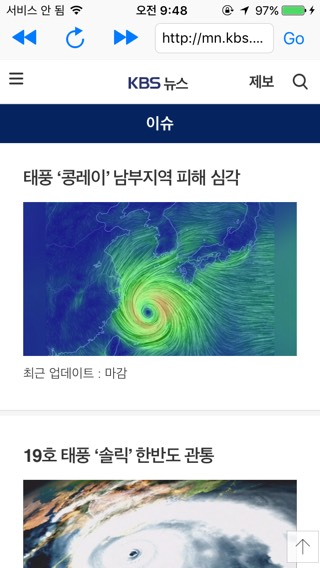 서비스 안 됨 오전 9:48 97%
http://mn.kbs.... Go
KBS 뉴스 제보
이슈
태풍 ‘콩레이’ 남부지역 피해 심각
최근 업데이트 : 마감
19호 태풍 ‘솔릭’ 한반도 관통